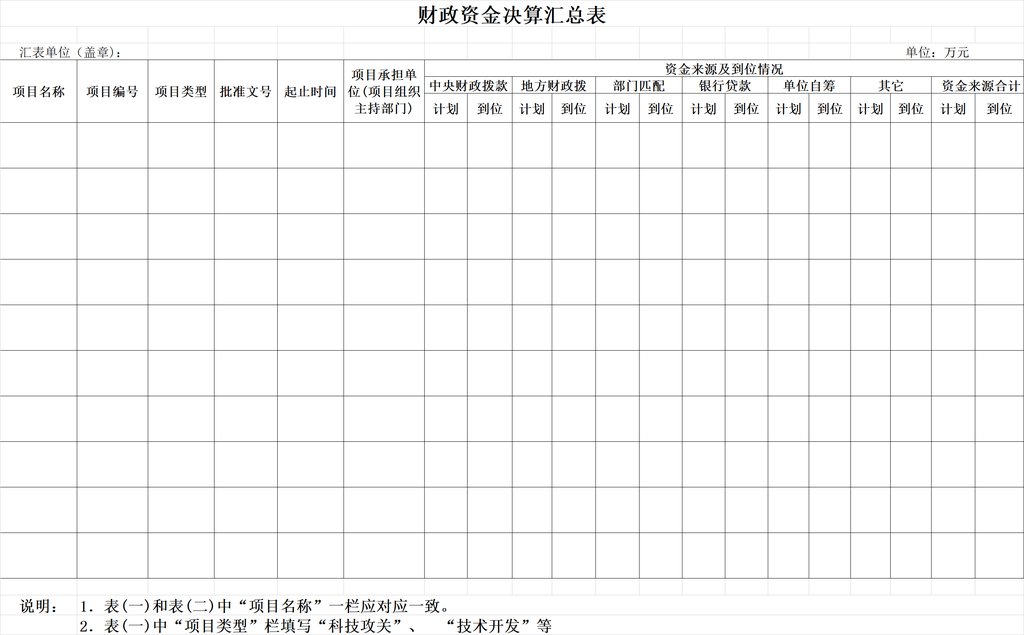 财政资金决算汇总表
汇表单位（盖章）：
单位：万元
项目名称
项目编号
项目类型
批准文号
起止时间
项目承担单
位(项目组织
主持部门)
资金来源及到位情况
中央财政拨款
地方财政拨
部门匹配
银行贷款
单位自筹
其它
资金来源合计
计划
到位
计划
到位
计划
到位
计划
到位
计划
到位
计划
到位
计划
到位
说明： 1．表(一)和表(二)中“项目名称”一栏应对应一致。
2．表(一)中“项目类型”栏填写“科技攻关”、 “技术开发”等